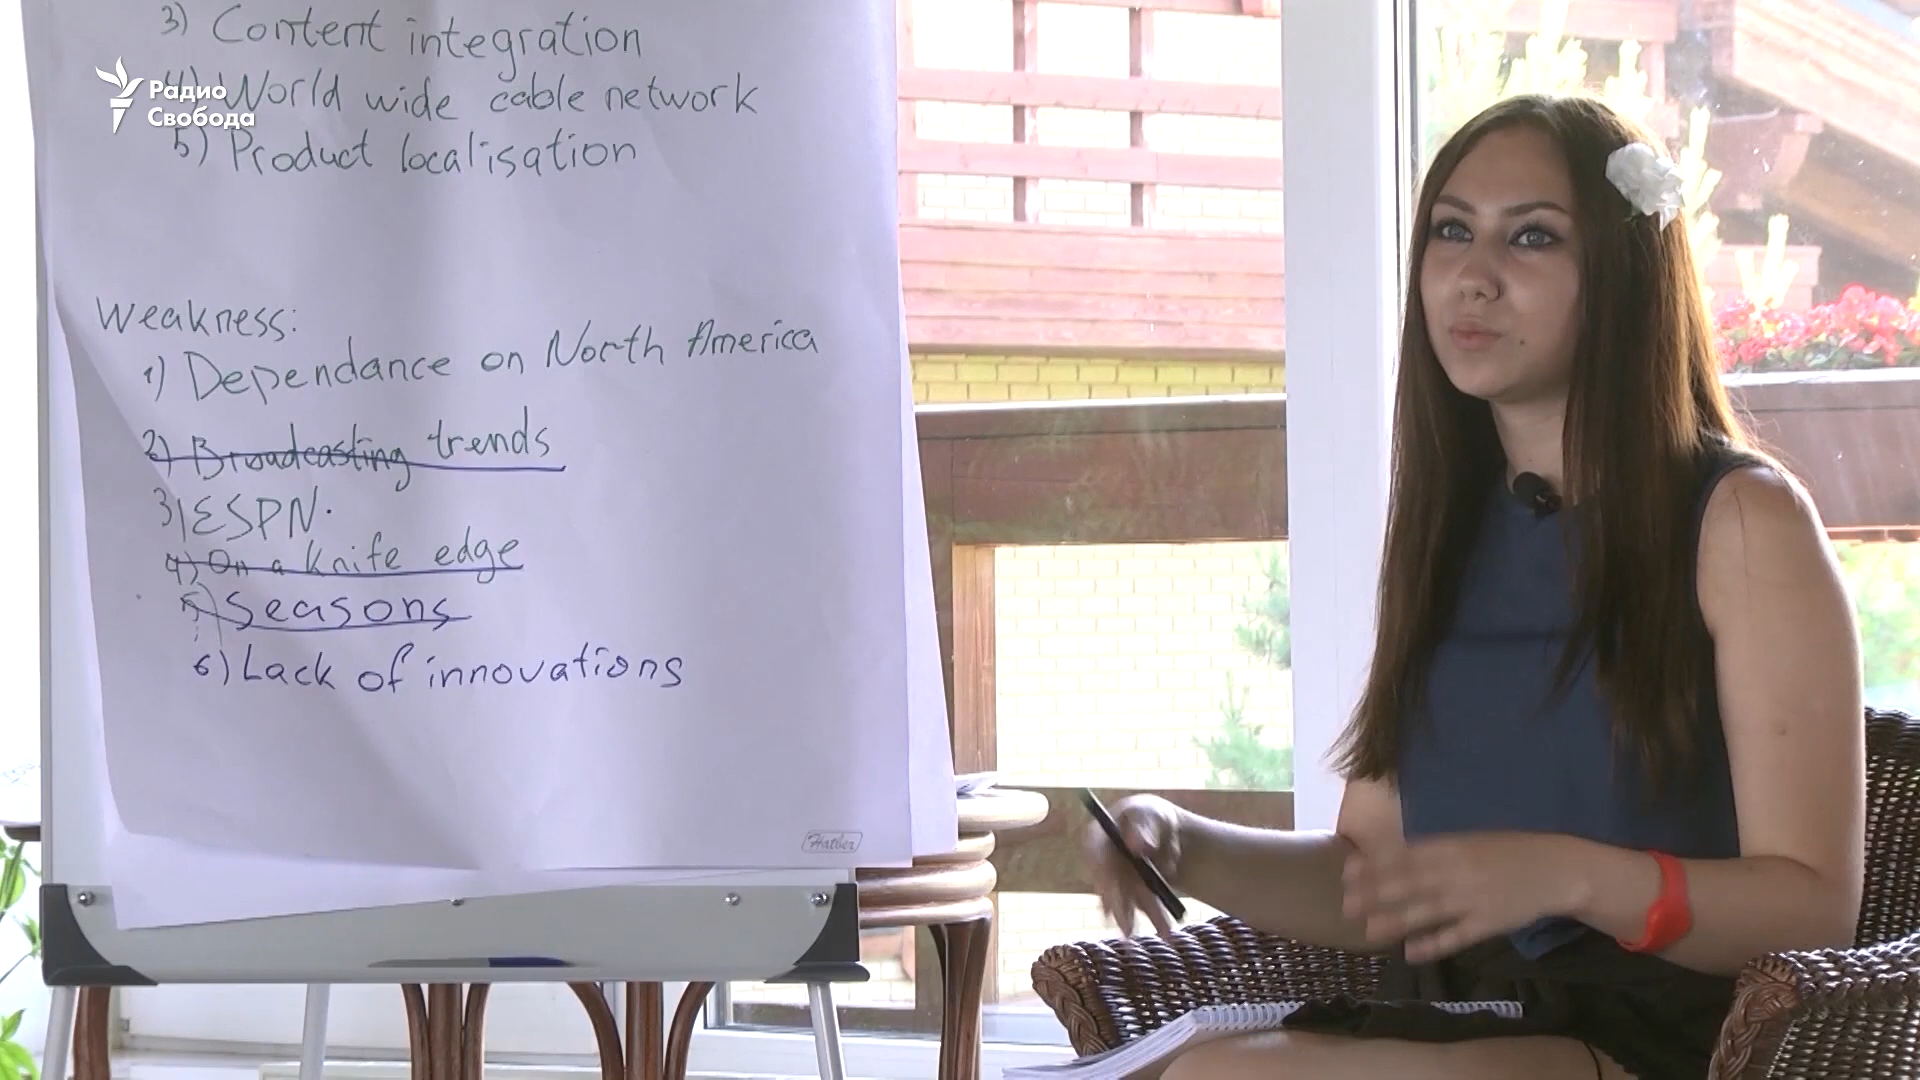 3) Content integration
4) World wide cable network
Радио
Свобода
5) Product localisation
Weakness:
1) Dependance on North America
2) Broadcasting trends
3) ESPN.
4) On a knife edge
5) Seasons
6) Lack of innovations
Hatber